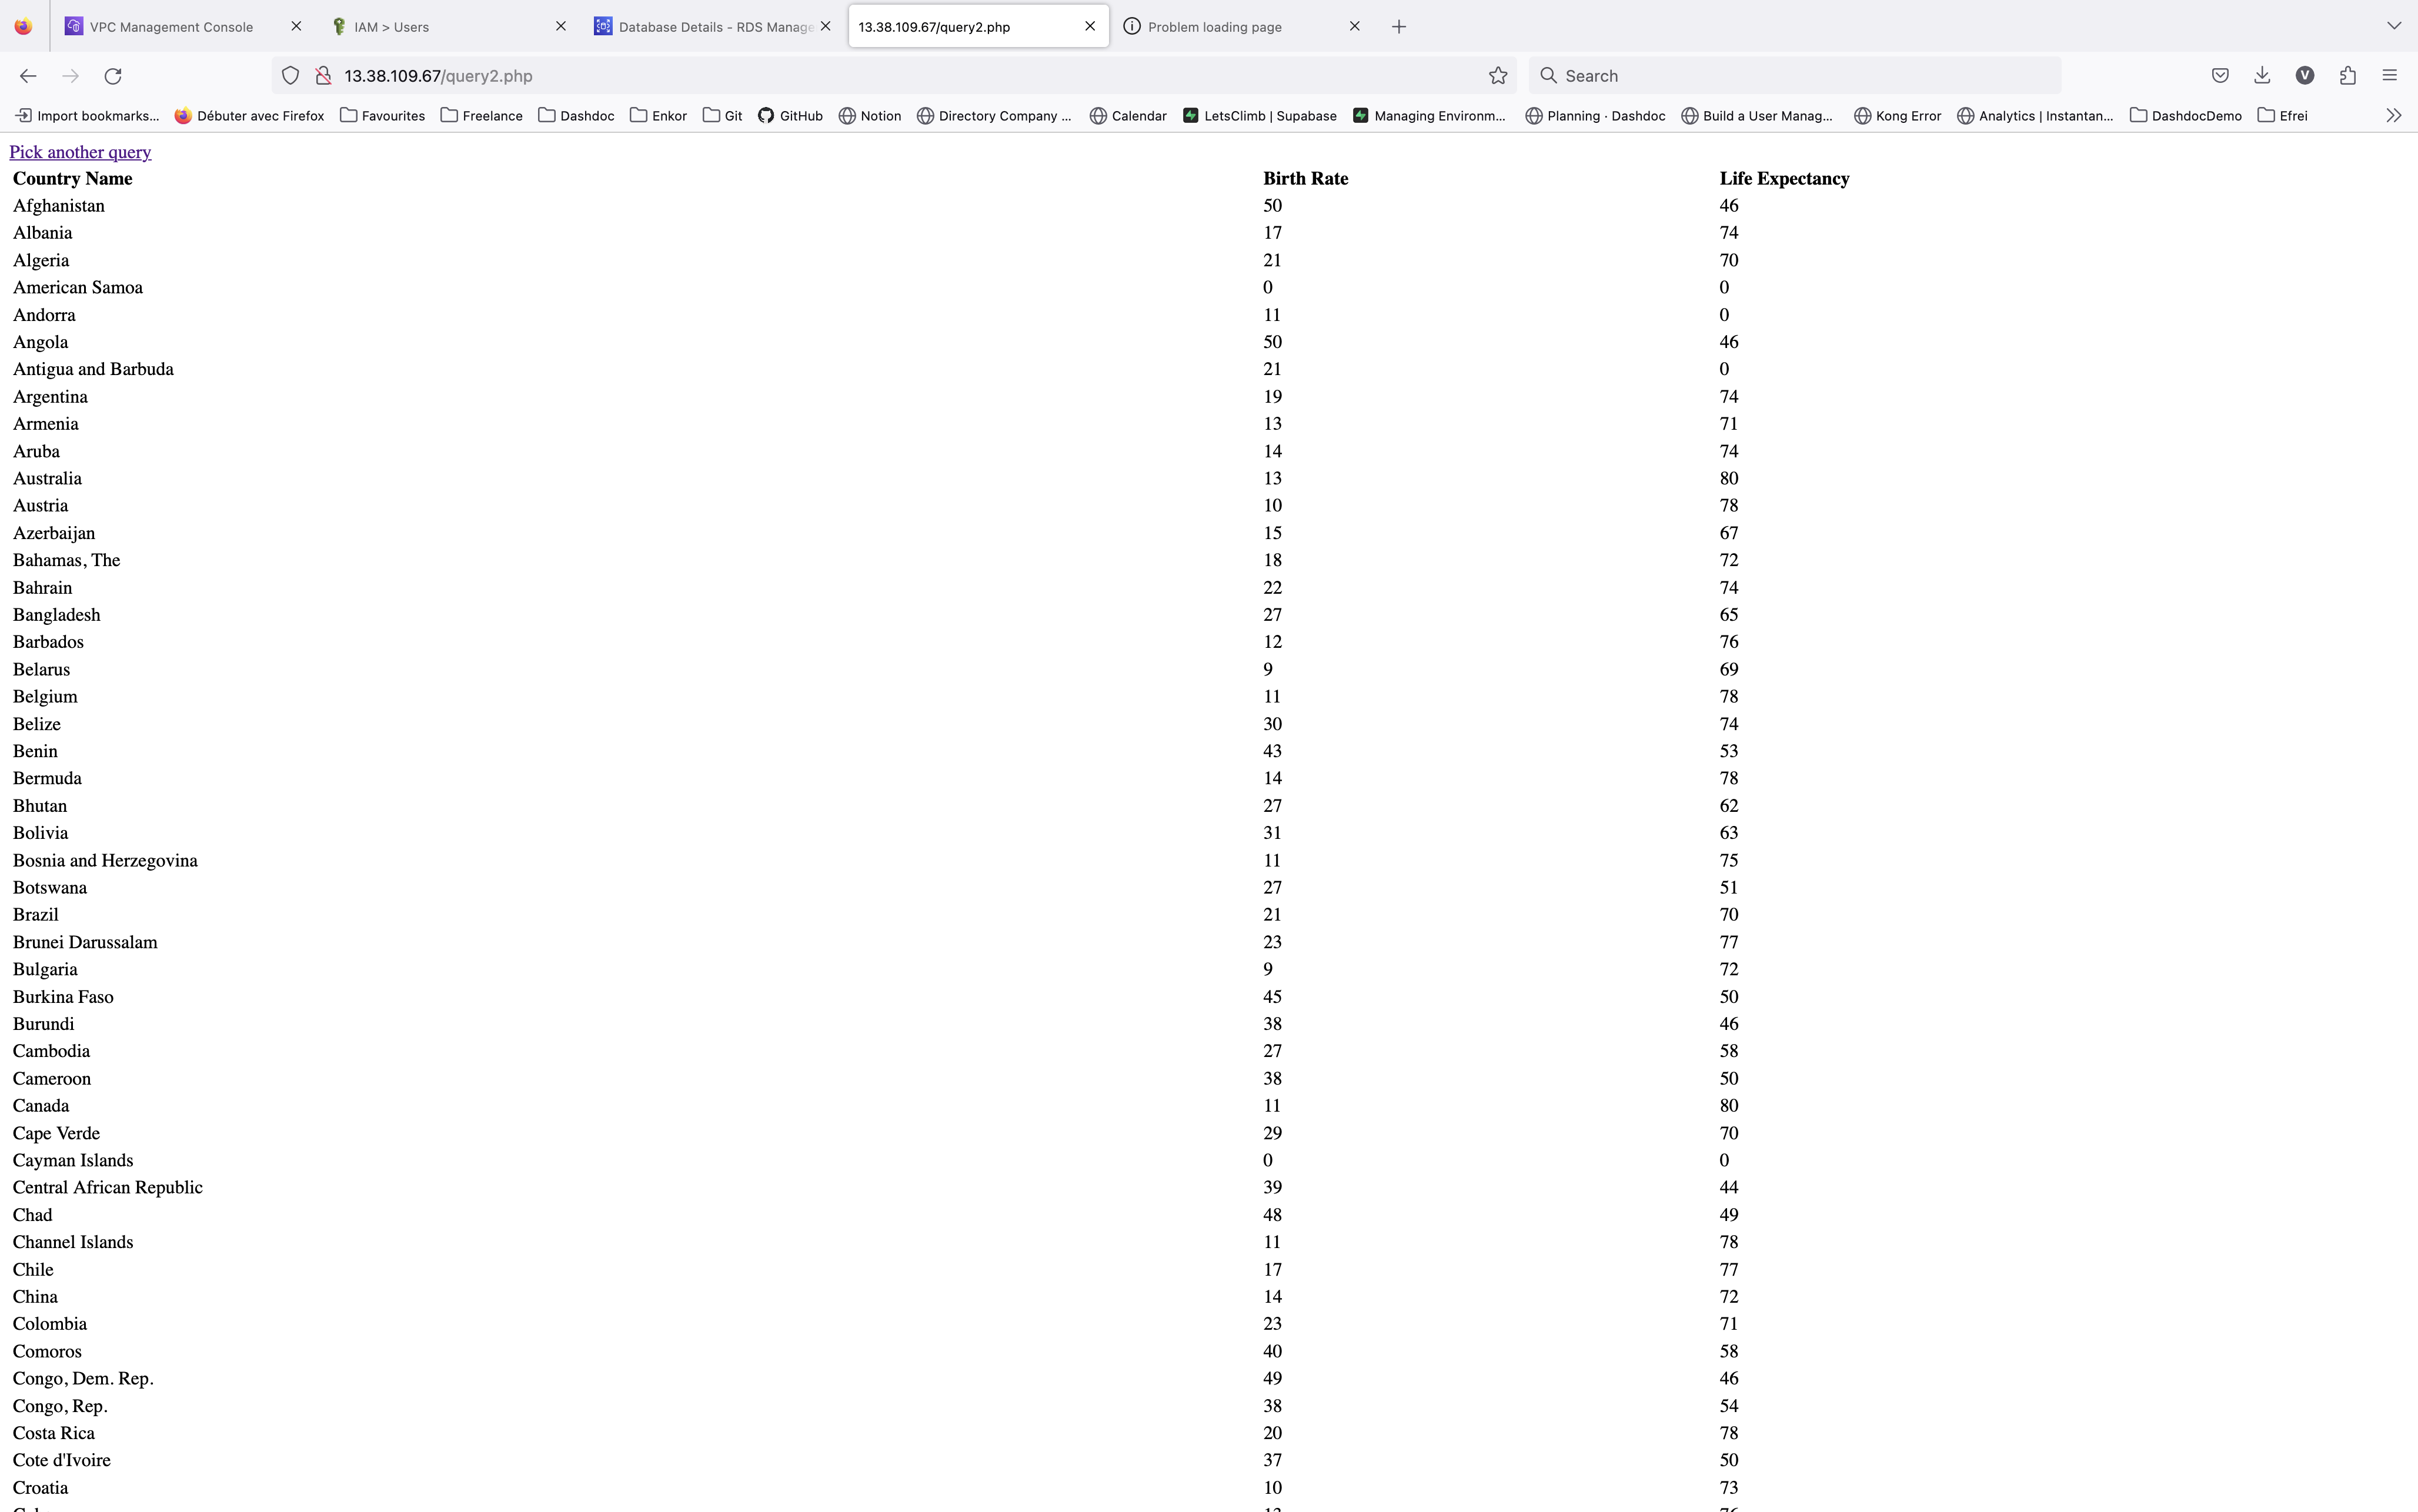 VPC Management Console
IAM > Users
Database Details - RDS Manage
13.38.109.67/query2.php
Problem loading page
13.38.109.67/query2.php
Search
V
Import bookmarks... Débuter avec Firefox Favourites Freelance Dashdoc Enkor Git GitHub Notion Directory Company ... Calendar LetsClimb | Supabase Managing Environm... Planning · Dashdoc Build a User Manag... Kong Error Analytics | Instantan... DashdocDemo Efrei
Pick another query
Country Name Birth Rate Life Expectancy
Afghanistan 50 46
Albania 17 74
Algeria 21 70
American Samoa 0 0
Andorra 11 0
Angola 50 46
Antigua and Barbuda 21 0
Argentina 19 74
Armenia 13 71
Aruba 14 74
Australia 13 80
Austria 10 78
Azerbaijan 15 67
Bahamas, The 18 72
Bahrain 22 74
Bangladesh 27 65
Barbados 12 76
Belarus 9 69
Belgium 11 78
Belize 30 74
Benin 43 53
Bermuda 14 78
Bhutan 27 62
Bolivia 31 63
Bosnia and Herzegovina 11 75
Botswana 27 51
Brazil 21 70
Brunei Darussalam 23 77
Bulgaria 9 72
Burkina Faso 45 50
Burundi 38 46
Cambodia 27 58
Cameroon 38 50
Canada 11 80
Cape Verde 29 70
Cayman Islands 0 0
Central African Republic 39 44
Chad 48 49
Channel Islands 11 78
Chile 17 77
China 14 72
Colombia 23 71
Comoros 40 58
Congo, Dem. Rep. 49 46
Congo, Rep. 38 54
Costa Rica 20 78
Cote d'Ivoire 37 50
Croatia 10 73